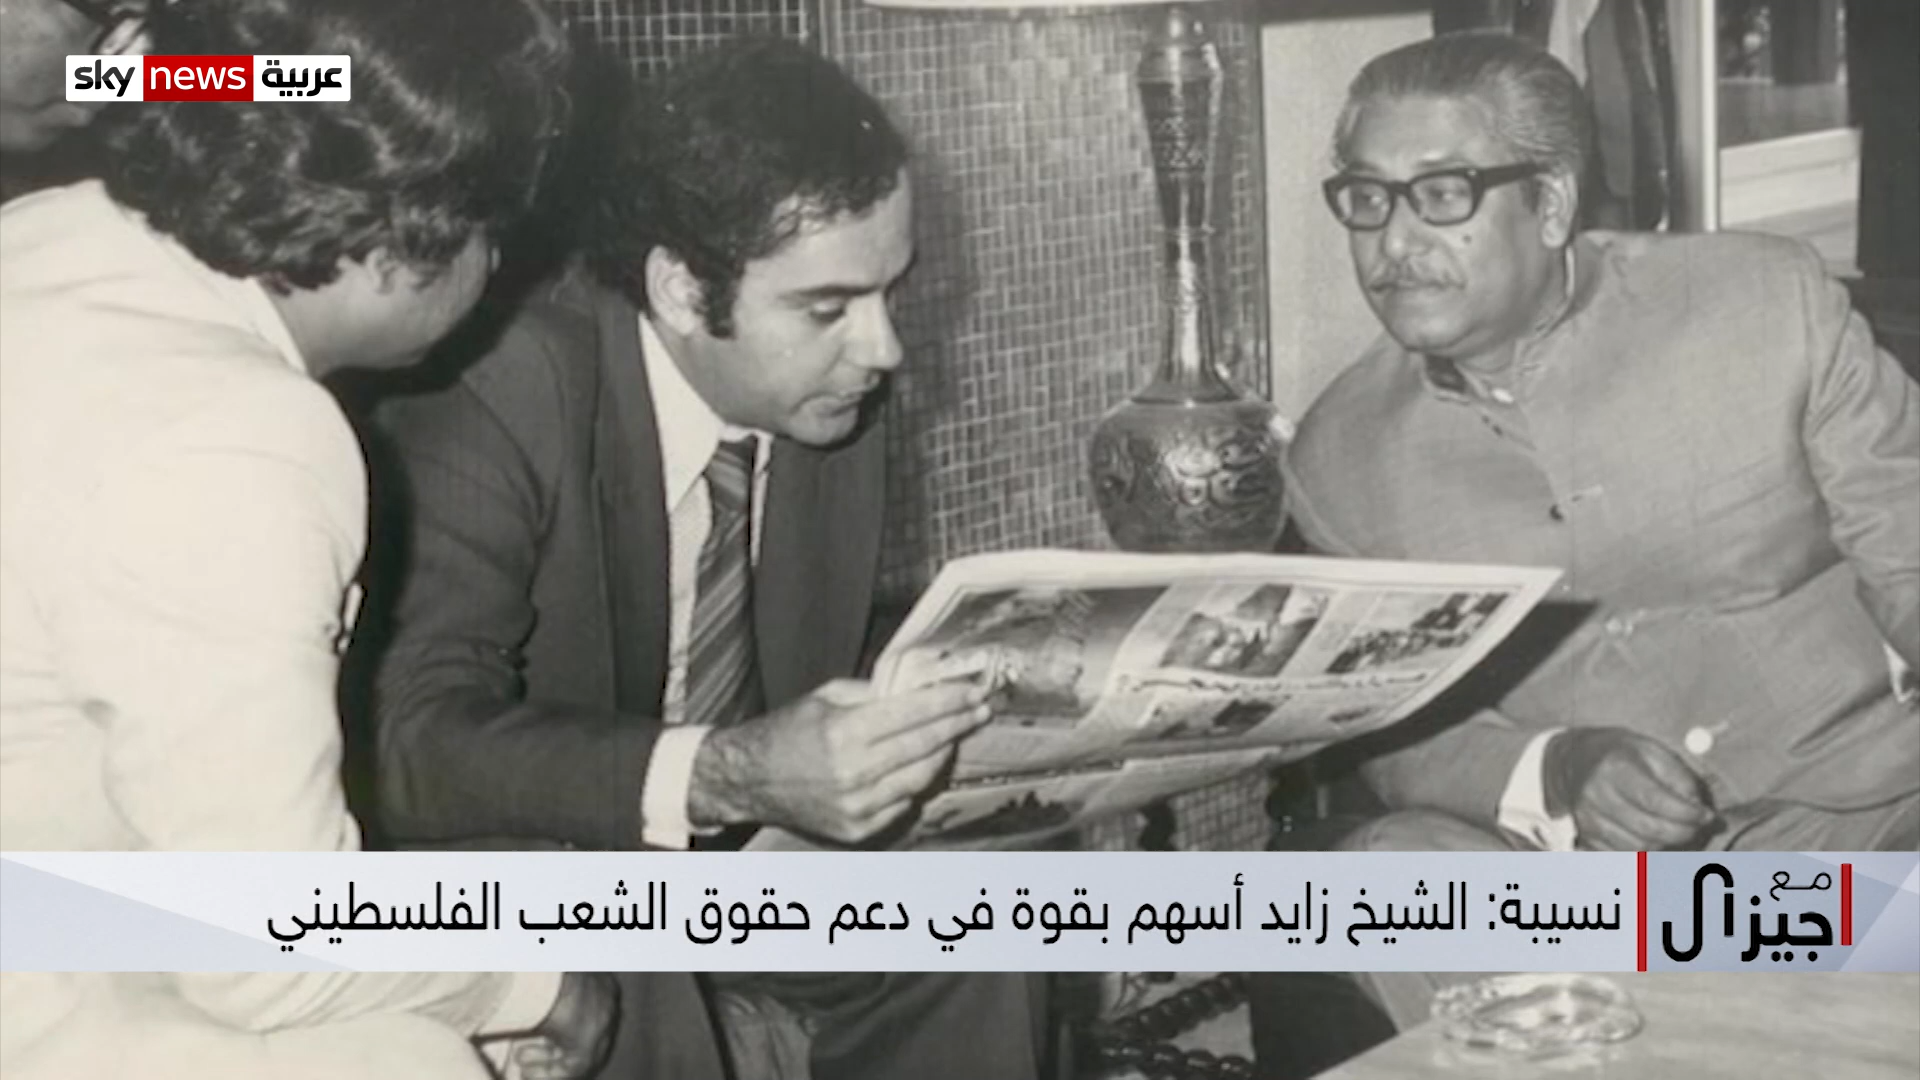 sky news عربية
مع
جيزال
نسيبة: الشيخ زايد أسهم بقوة في دعم حقوق الشعب الفلسطيني